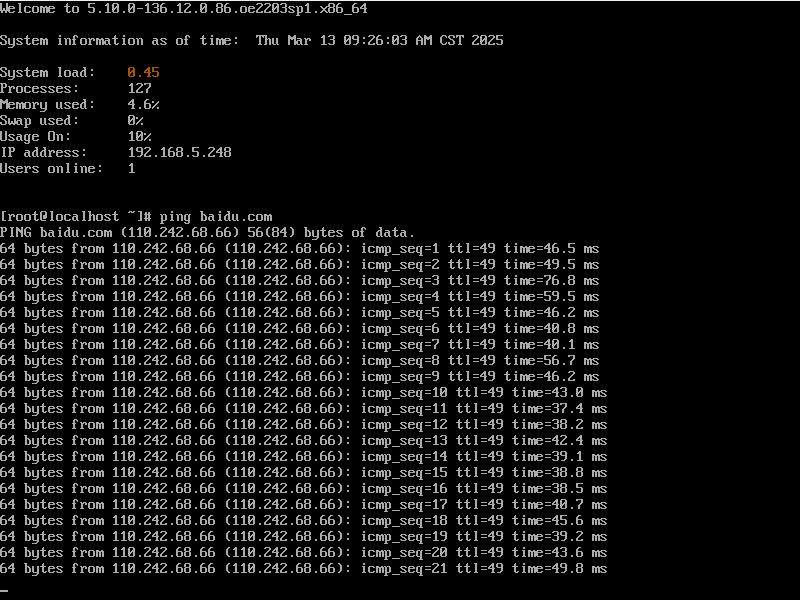 Welcome to 5.10.0-136.12.0.86.oe2203sp1.x86_64
System information as of time:  Thu Mar 13 09:26:03 AM CST 2025
System load:    0.45
Processes:      127
Memory used:    4.6%
Swap used:      0%
Usage On:       10%
IP address:     192.168.5.248
Users online:   1
[root@localhost ~]# ping baidu.com
PING baidu.com (110.242.68.66) 56(84) bytes of data.
64 bytes from 110.242.68.66 (110.242.68.66): icmp_seq=1 ttl=49 time=46.5 ms
64 bytes from 110.242.68.66 (110.242.68.66): icmp_seq=2 ttl=49 time=49.5 ms
64 bytes from 110.242.68.66 (110.242.68.66): icmp_seq=3 ttl=49 time=76.8 ms
64 bytes from 110.242.68.66 (110.242.68.66): icmp_seq=4 ttl=49 time=59.5 ms
64 bytes from 110.242.68.66 (110.242.68.66): icmp_seq=5 ttl=49 time=46.2 ms
64 bytes from 110.242.68.66 (110.242.68.66): icmp_seq=6 ttl=49 time=40.8 ms
64 bytes from 110.242.68.66 (110.242.68.66): icmp_seq=7 ttl=49 time=40.1 ms
64 bytes from 110.242.68.66 (110.242.68.66): icmp_seq=8 ttl=49 time=56.7 ms
64 bytes from 110.242.68.66 (110.242.68.66): icmp_seq=9 ttl=49 time=46.2 ms
64 bytes from 110.242.68.66 (110.242.68.66): icmp_seq=10 ttl=49 time=43.0 ms
64 bytes from 110.242.68.66 (110.242.68.66): icmp_seq=11 ttl=49 time=37.4 ms
64 bytes from 110.242.68.66 (110.242.68.66): icmp_seq=12 ttl=49 time=38.2 ms
64 bytes from 110.242.68.66 (110.242.68.66): icmp_seq=13 ttl=49 time=42.4 ms
64 bytes from 110.242.68.66 (110.242.68.66): icmp_seq=14 ttl=49 time=39.1 ms
64 bytes from 110.242.68.66 (110.242.68.66): icmp_seq=15 ttl=49 time=38.8 ms
64 bytes from 110.242.68.66 (110.242.68.66): icmp_seq=16 ttl=49 time=38.5 ms
64 bytes from 110.242.68.66 (110.242.68.66): icmp_seq=17 ttl=49 time=40.7 ms
64 bytes from 110.242.68.66 (110.242.68.66): icmp_seq=18 ttl=49 time=45.6 ms
64 bytes from 110.242.68.66 (110.242.68.66): icmp_seq=19 ttl=49 time=39.2 ms
64 bytes from 110.242.68.66 (110.242.68.66): icmp_seq=20 ttl=49 time=43.6 ms
64 bytes from 110.242.68.66 (110.242.68.66): icmp_seq=21 ttl=49 time=49.8 ms